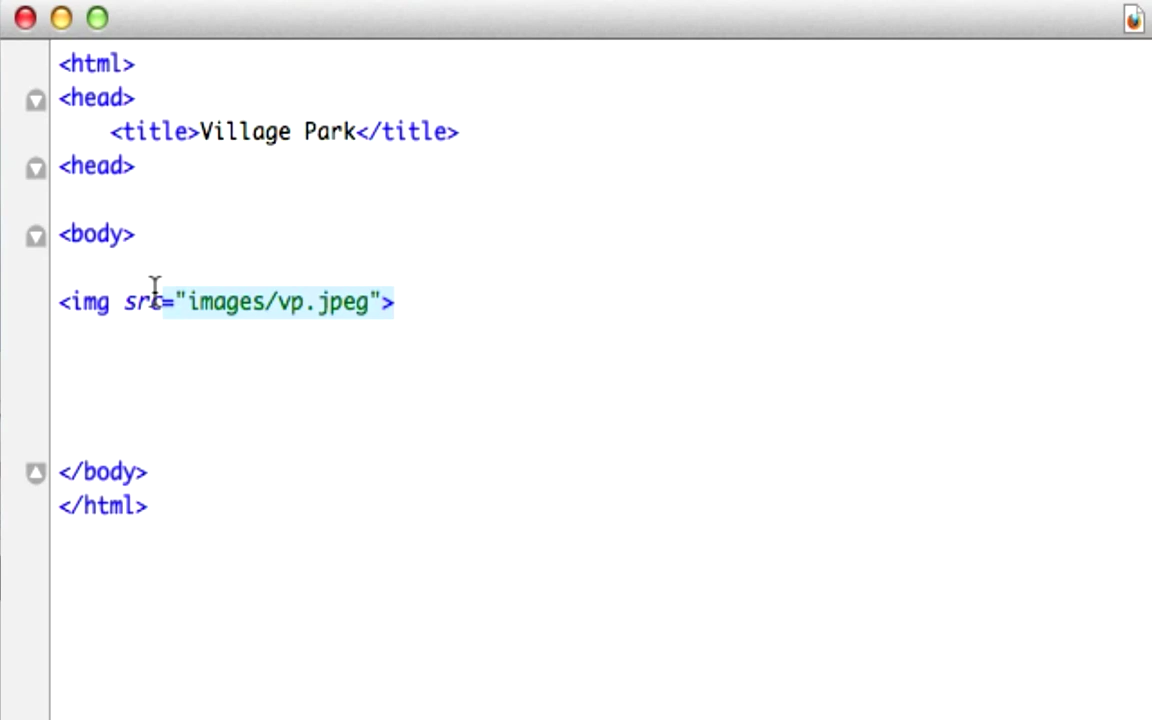 <html>
<head>
<title>Village Park</title>
<head>
<body>
<img src="images/vp.jpeg">
</body>
</html>